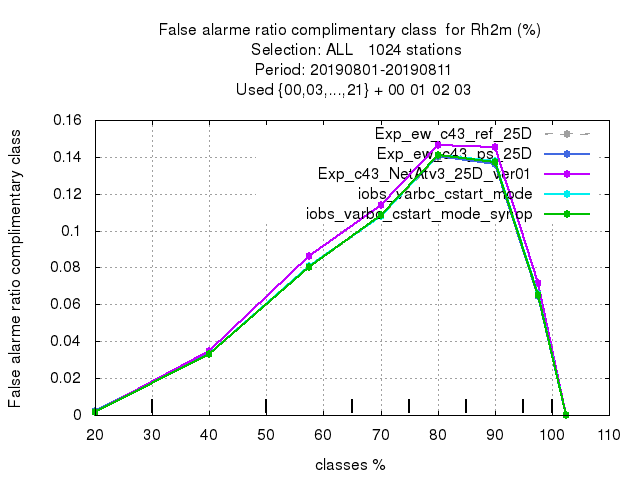 False alarme ratio complimentary class for Rh2m (%)
Selection: ALL 1024 stations
Period: 20190801-20190811
Used {00,03,...,21} + 00 01 02 03
False alarme ratio complimentary class
0.16
0.14
0.12
0.1
0.08
0.06
0.04
0.02
0
Exp_ew_c43_ref_25D
Exp_ew_c43_ps_25D
Exp_c43_NetAtv3_25D_ver01
iobs_varbc_cstart_mode
iobs_varbc_cstart_mode_synop
20 30 40 50 60 70 80 90 100 110
classes %